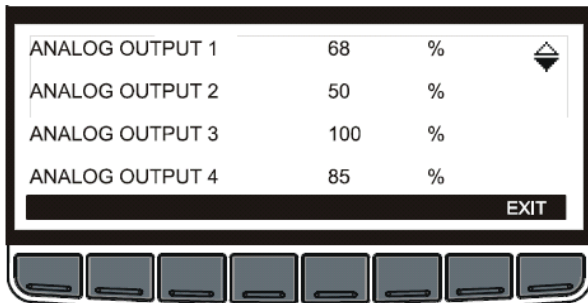 ANALOG OUTPUT 1 68 %
ANALOG OUTPUT 2 50 %
ANALOG OUTPUT 3 100 %
ANALOG OUTPUT 4 85 %
EXIT